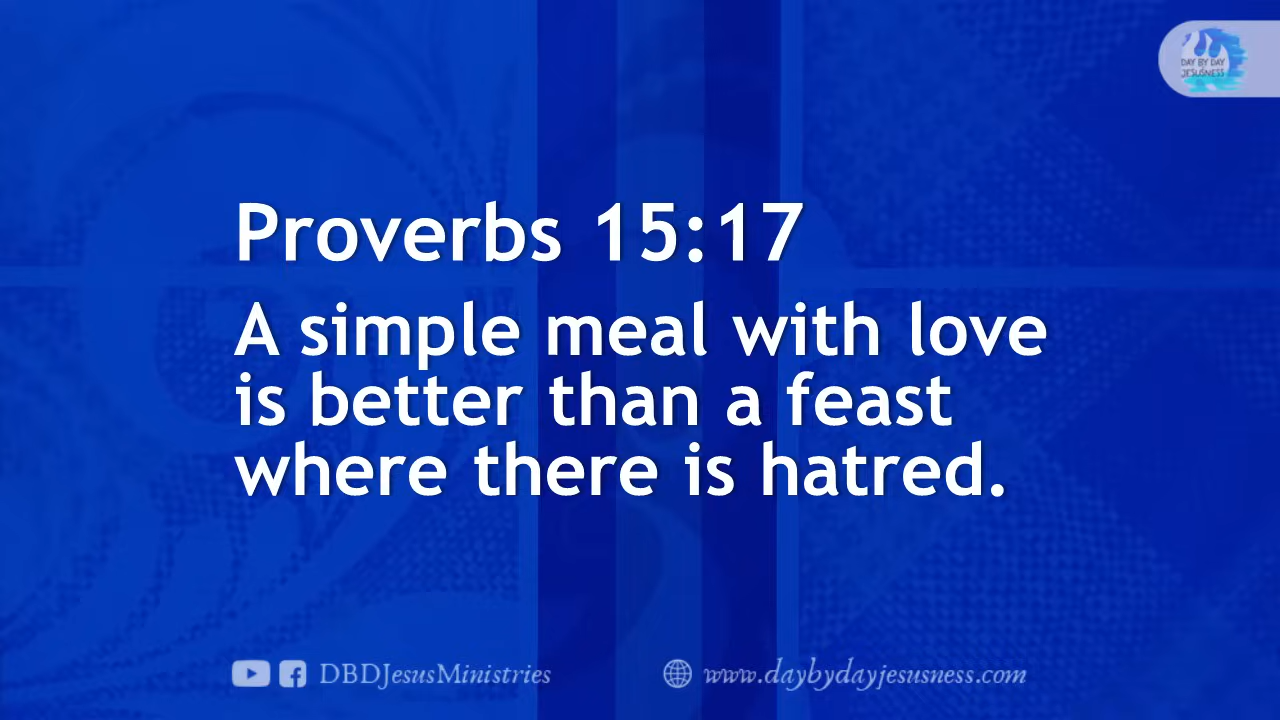 DAY BY DAY
JESUSNESS
Proverbs 15:17
A simple meal with love
is better than a feast
where there is hatred.
DBDJesusMinistries
www.daybydayjesusness.com